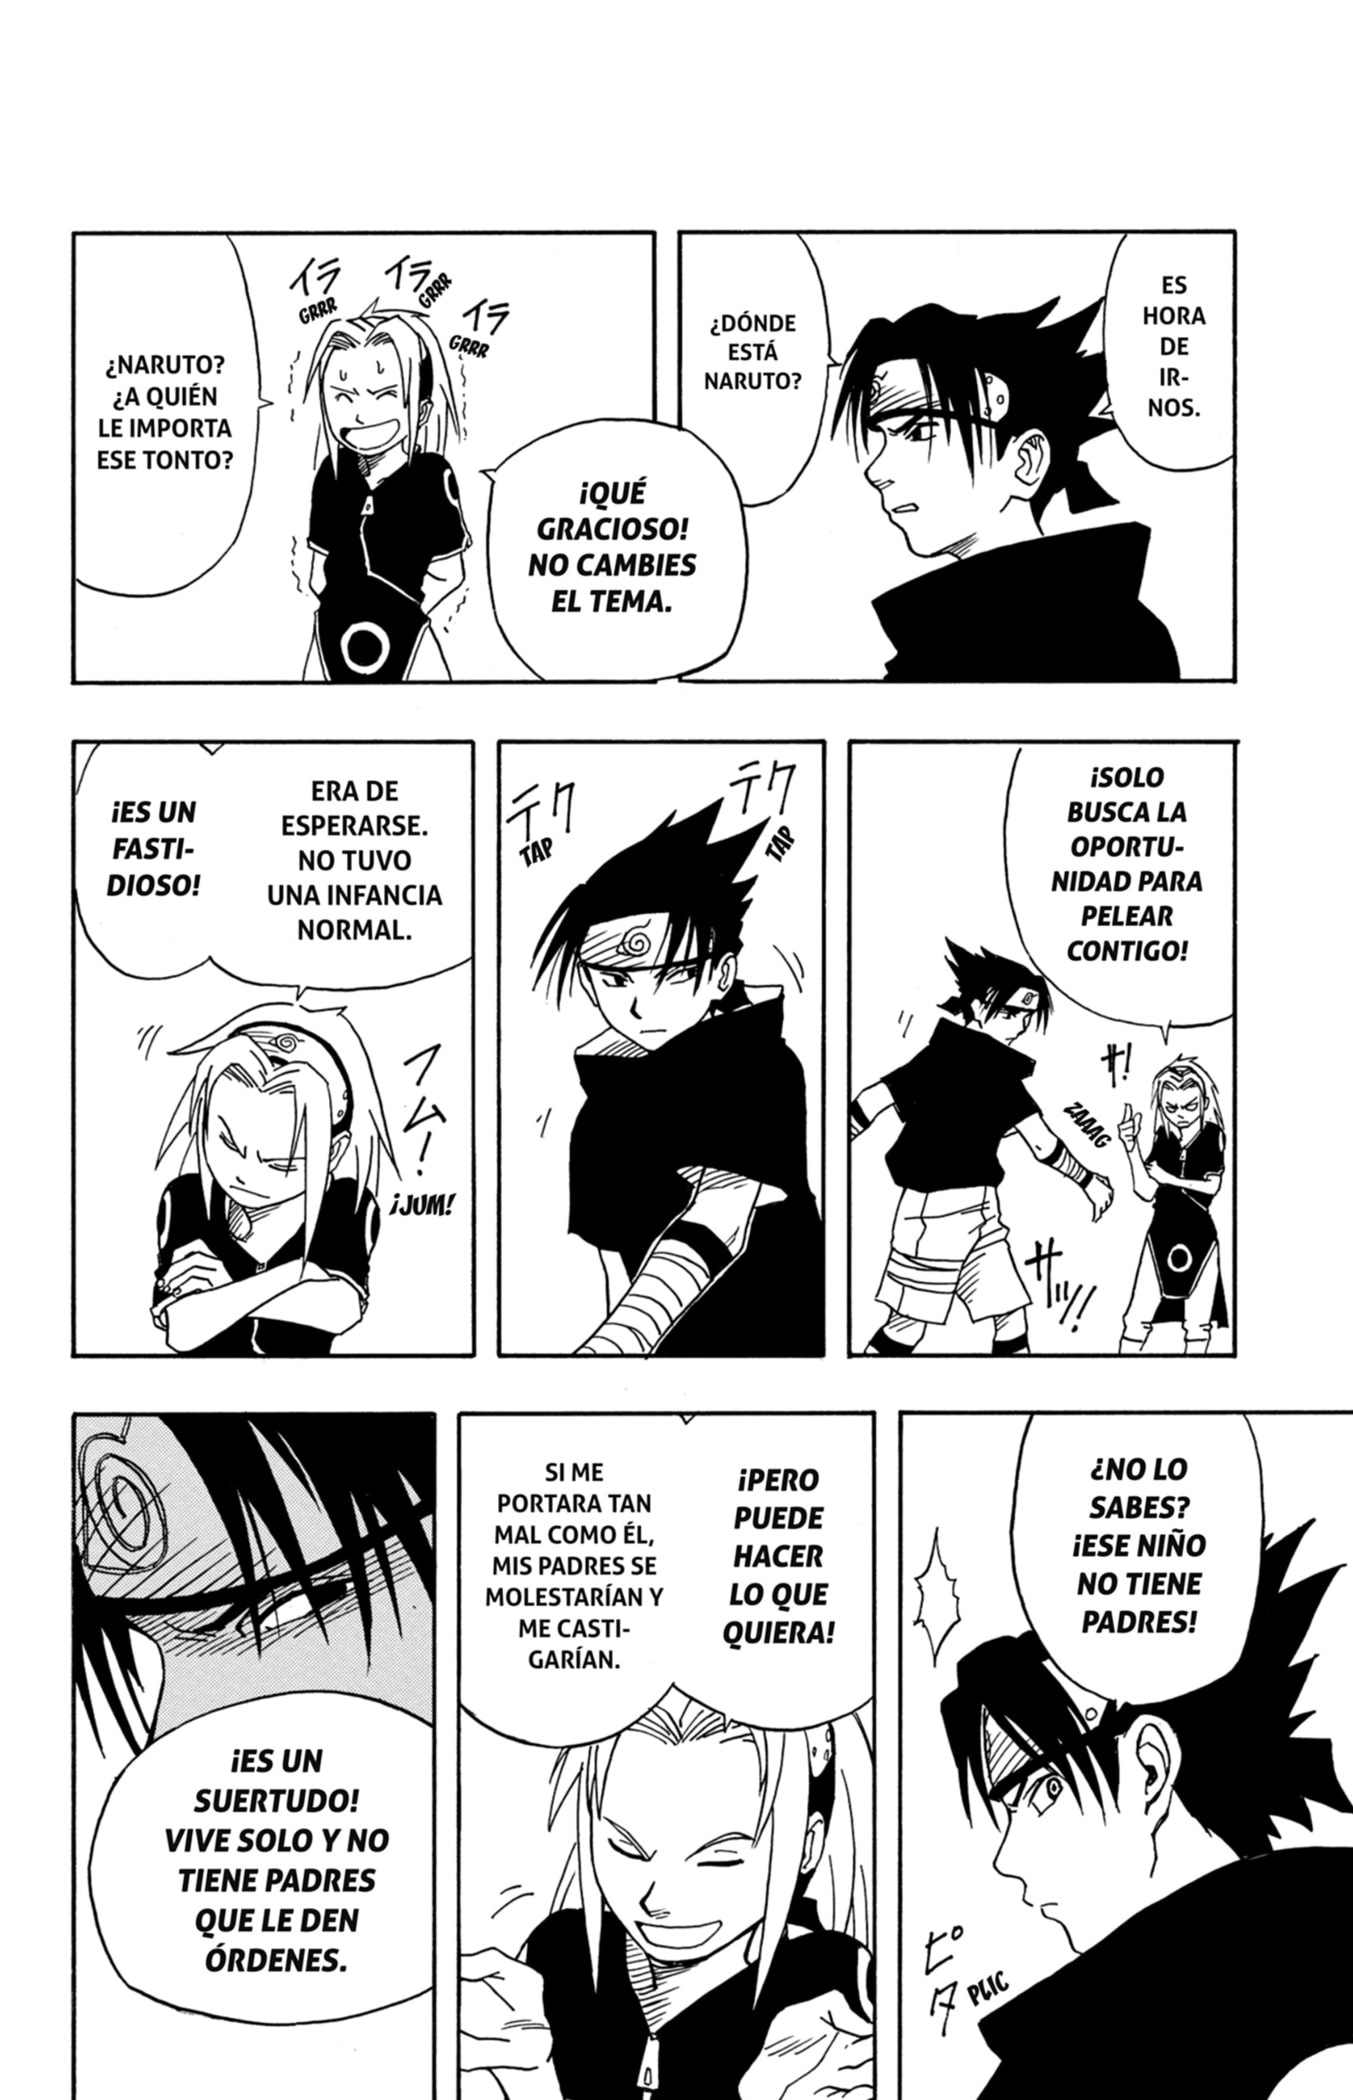 ES
HORA
DE
IR-
NOS.
¿DÓNDE
ESTÁ
NARUTO?
¡QUÉ
GRACIOSO!
NO CAMBIES
EL TEMA.
イラ
GRRR
イラ
GRRR
イラ
GRRR
¿NARUTO?
¿A QUIÉN
LE IMPORTA
ESE TONTO?
¡SOLO
BUSCA LA
OPORTU-
NIDAD PARA
PELEAR
CONTIGO!
サ!
ZAAAG
サッ!!
テク
TAP
テク
TAP
ERA DE
ESPERARSE.
NO TUVO
UNA INFANCIA
NORMAL.
¡ES UN
FASTI-
DIOSO!
フム!
¡JUM!
¿NO LO
SABES?
¡ESE NIÑO
NO TIENE
PADRES!
ピク
PLIC
¡PERO
PUEDE
HACER
LO QUE
QUIERA!
SI ME
PORTARA TAN
MAL COMO ÉL,
MIS PADRES SE
MOLESTARÍAN Y
ME CASTI-
GARÍAN.
¡ES UN
SUERTUDO!
VIVE SOLO Y NO
TIENE PADRES
QUE LE DEN
ÓRDENES.